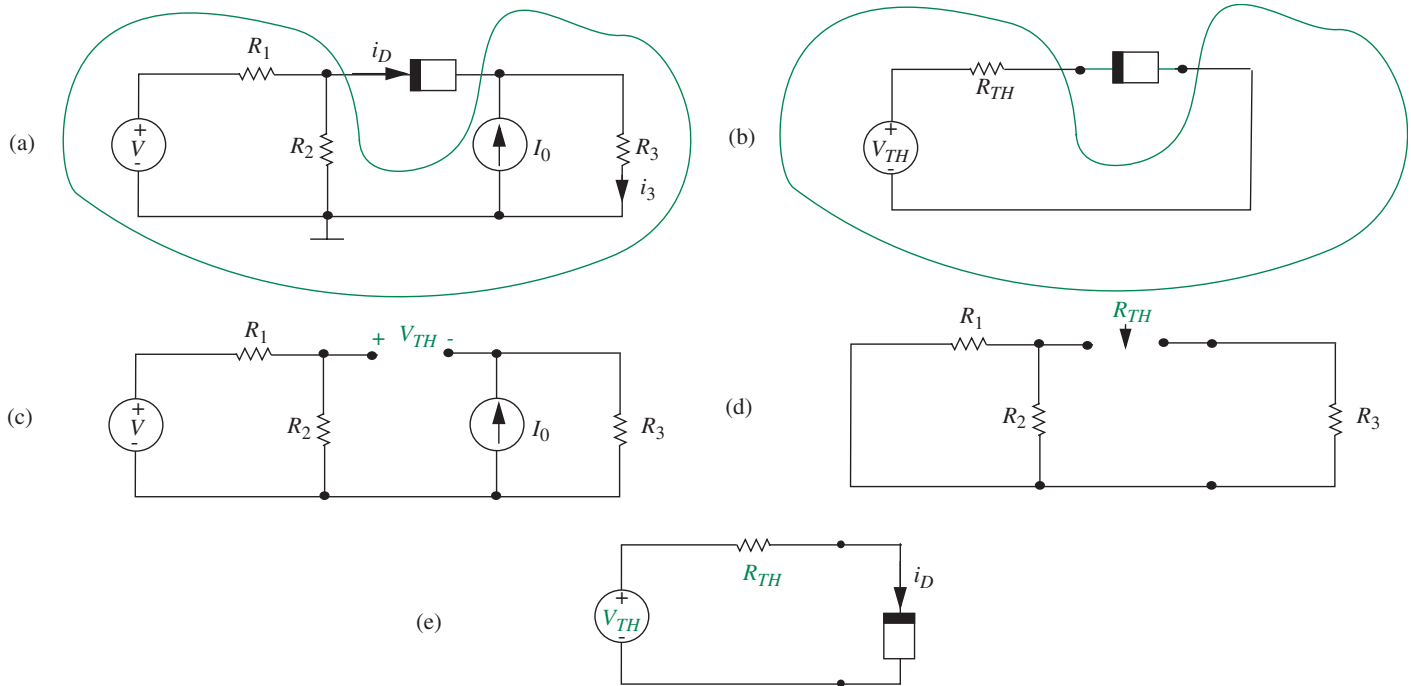 (a)
R1
iD
+
V
-
R2
I0
R3
i3
(b)
RTH
+
VTH
-
(c)
R1
+ VTH -
+
V
-
R2
I0
R3
(d)
R1
RTH
R2
R3
(e)
RTH
iD
+
VTH
-